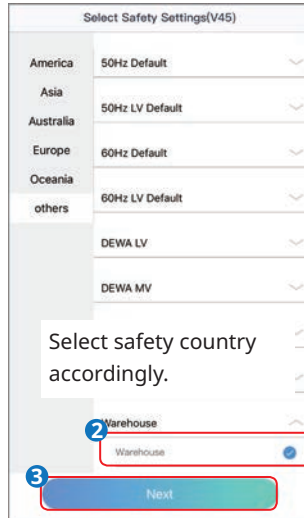 Select Safety Settings(V45)
America
Asia
Australia
Europe
Oceania
others
50Hz Default
50Hz LV Default
60Hz Default
60Hz LV Default
DEWA LV
DEWA MV
Select safety country
accordingly.
Warehouse
2
Warehouse
3
Next